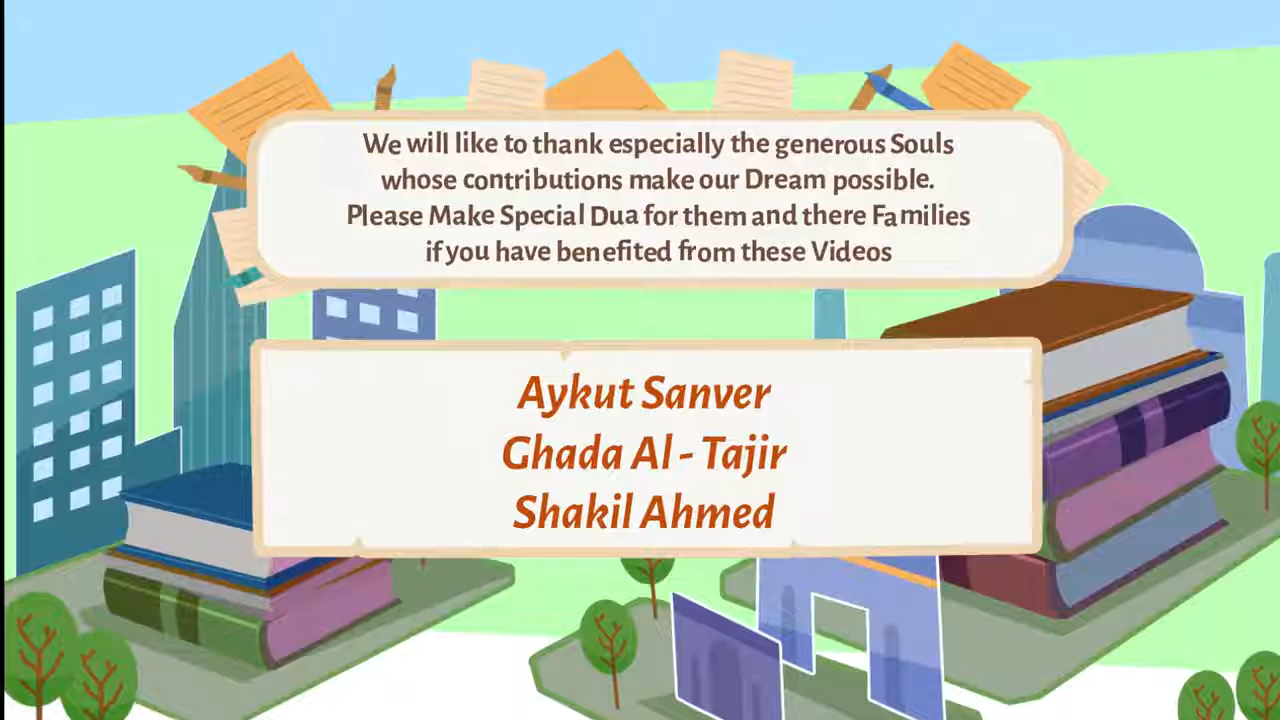 We will like to thank especially the generous Souls
whose contributions make our Dream possible.
Please Make Special Dua for them and there Families
if you have benefited from these Videos
Aykut Sanver
Ghada Al - Tajir
Shakil Ahmed